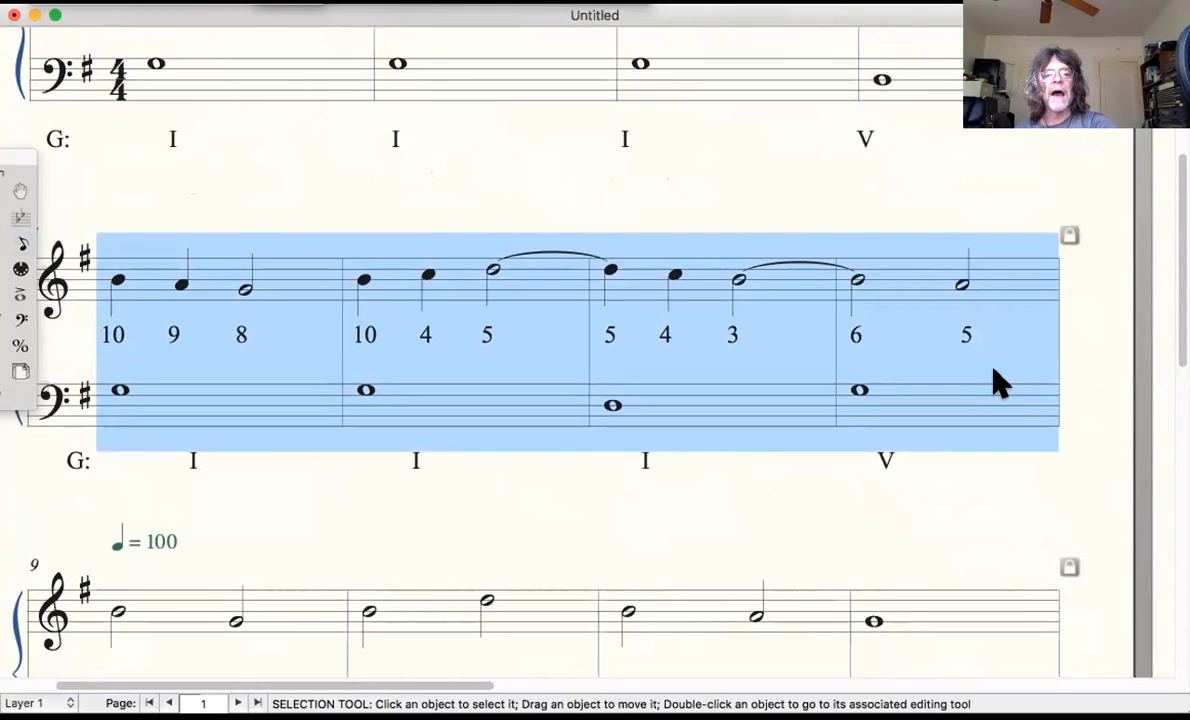 Untitled
4
4
G: I I I V
10 9 8 10 4 5 5 4 3 6 5
G: I I I V
= 100
9
%
Layer 1 Page: 1 SELECTION TOOL: Click an object to select it; Drag an object to move it; Double-click an object to go to its associated editing tool